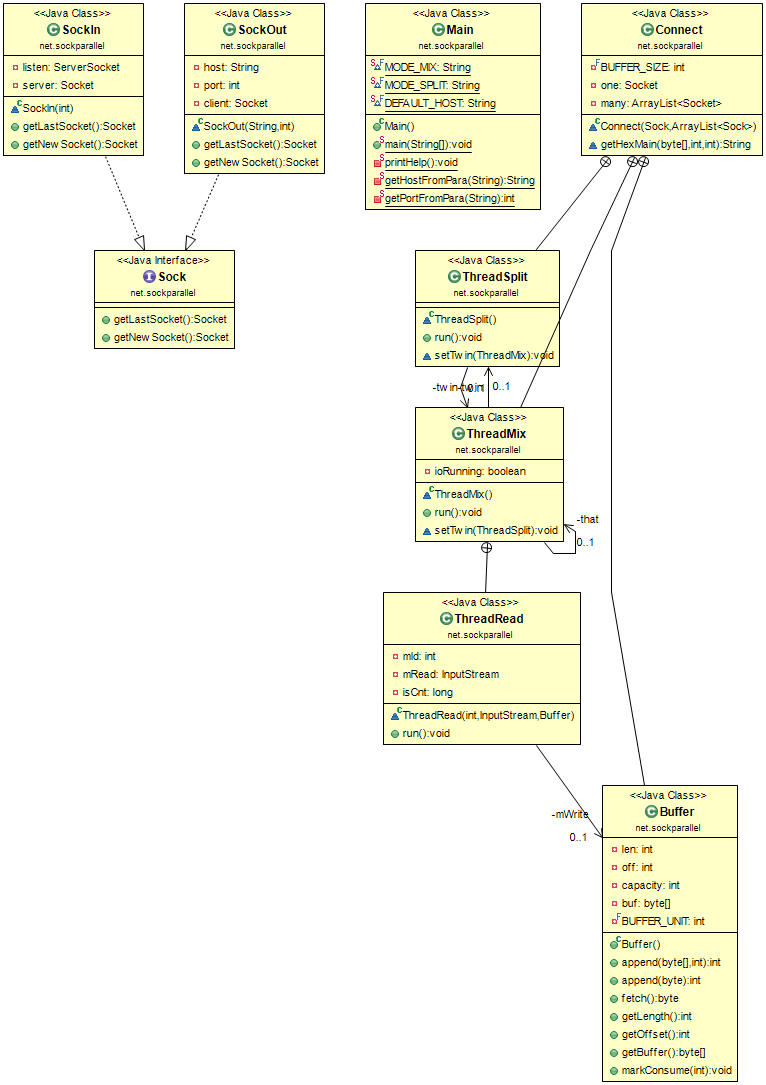 <<Java Class>>
SockIn
net.sockparallel
listen: ServerSocket
server: Socket
SockIn(int)
getLastSocket():Socket
getNewSocket():Socket
<<Java Class>>
SockOut
net.sockparallel
host: String
port: int
client: Socket
SockOut(String,int)
getLastSocket():Socket
getNewSocket():Socket
<<Java Class>>
Main
net.sockparallel
MODE_MIX: String
MODE_SPLIT: String
DEFAULT_HOST: String
Main()
main(String[]):void
printHelp():void
getHostFromPara(String):String
getPortFromPara(String):int
<<Java Class>>
Connect
net.sockparallel
BUFFER_SIZE: int
one: Socket
many: ArrayList<Socket>
Connect(Sock,ArrayList<Sock>)
getHexMain(byte[],int,int):String
<<Java Interface>>
Sock
net.sockparallel
getLastSocket():Socket
getNewSocket():Socket
<<Java Class>>
ThreadSplit
net.sockparallel
ThreadSplit()
run():void
setTwin(ThreadMix):void
-twin
0..1
-twin
0..1
<<Java Class>>
ThreadMix
net.sockparallel
ioRunning: boolean
ThreadMix()
run():void
setTwin(ThreadSplit):void
-that
0..1
<<Java Class>>
ThreadRead
net.sockparallel
mId: int
mRead: InputStream
isCnt: long
ThreadRead(int,InputStream,Buffer)
run():void
-mWrite
0..1
<<Java Class>>
Buffer
net.sockparallel
len: int
off: int
capacity: int
buf: byte[]
BUFFER_UNIT: int
Buffer()
append(byte[],int):int
append(byte):int
fetch():byte
getLength():int
getOffset():int
getBuffer():byte[]
markConsume(int):void